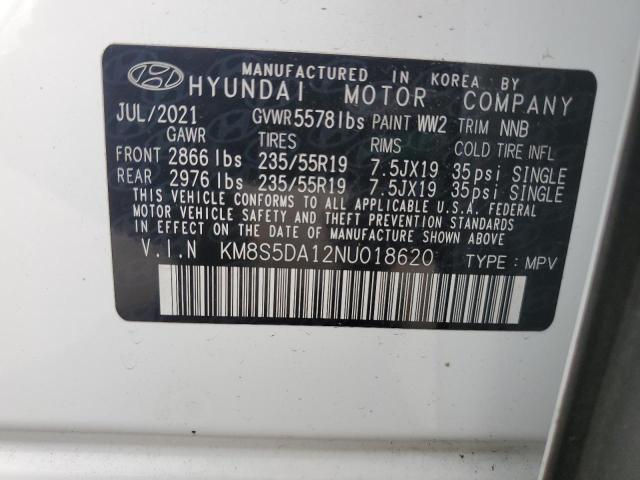 MANUFACTURED IN KOREA BY
HYUNDAI MOTOR COMPANY
JUL/2021 GVWR 5578lbs PAINT WW2 TRIM NNB
GAWR TIRES RIMS COLD TIRE INFL
FRONT 2866 lbs 235/55R19 7.5JX19 35psi SINGLE
REAR 2976 lbs 235/55R19 7.5JX19 35psi SINGLE
THIS VEHICLE CONFORMS TO ALL APPLICABLE U.S.A. FEDERAL
MOTOR VEHICLE SAFETY AND THEFT PREVENTION STANDARDS
IN EFFECT ON THE DATE OF MANUFACTURE SHOWN ABOVE.
V.I.N KM8S5DA12NU018620 TYPE : MPV